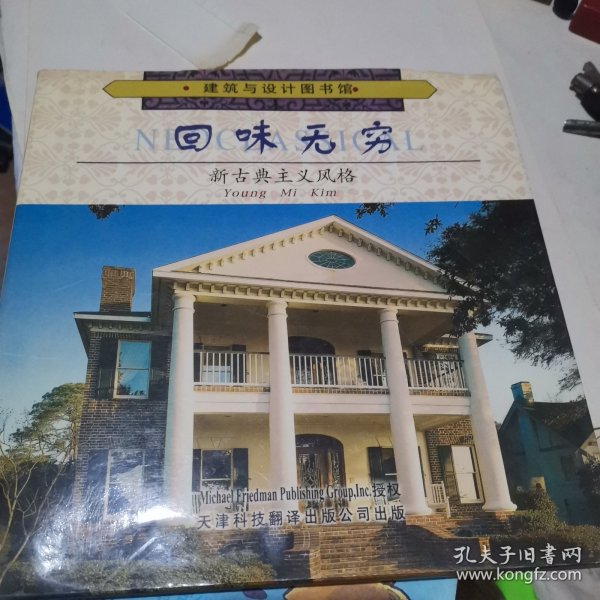 ·建筑与设计图书馆·
NEOCLASSICAL
回味无穷
新古典主义风格
Young Mi Kim
Michael Friedman Publishing Group,Inc.授权
天津科技翻译出版公司出版
孔夫子旧书网
www.kongfz.com